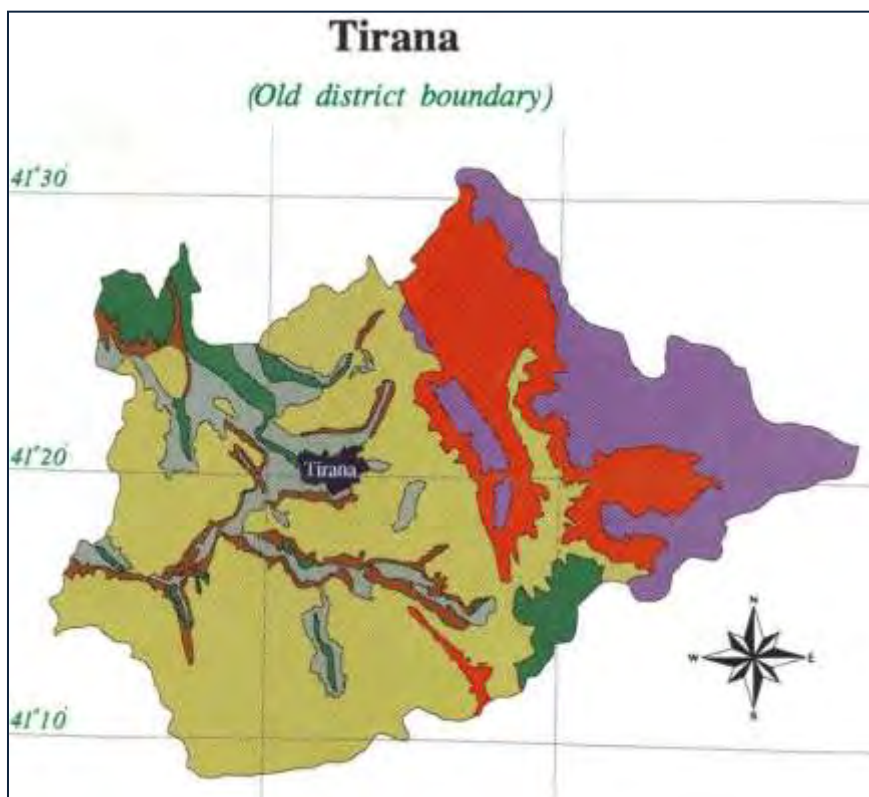 Tirana
(Old district boundary)
41°30'
41°20'
Tirana
41°10'
N
W
E
S